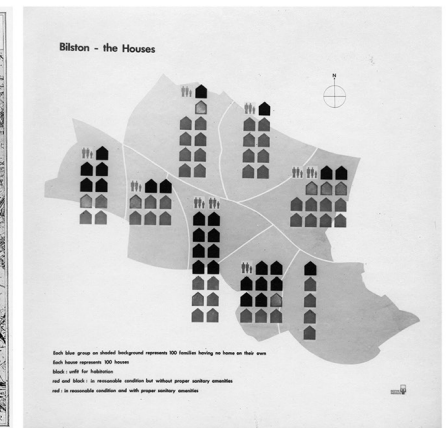 Bilston - the Houses
N
Each blue group on shaded background represents 100 families having no home on their own
Each house represents 100 houses
black : unfit for habitation
red and black : in reasonable condition but without proper sanitary amenities
red : in reasonable condition and with proper sanitary amenities